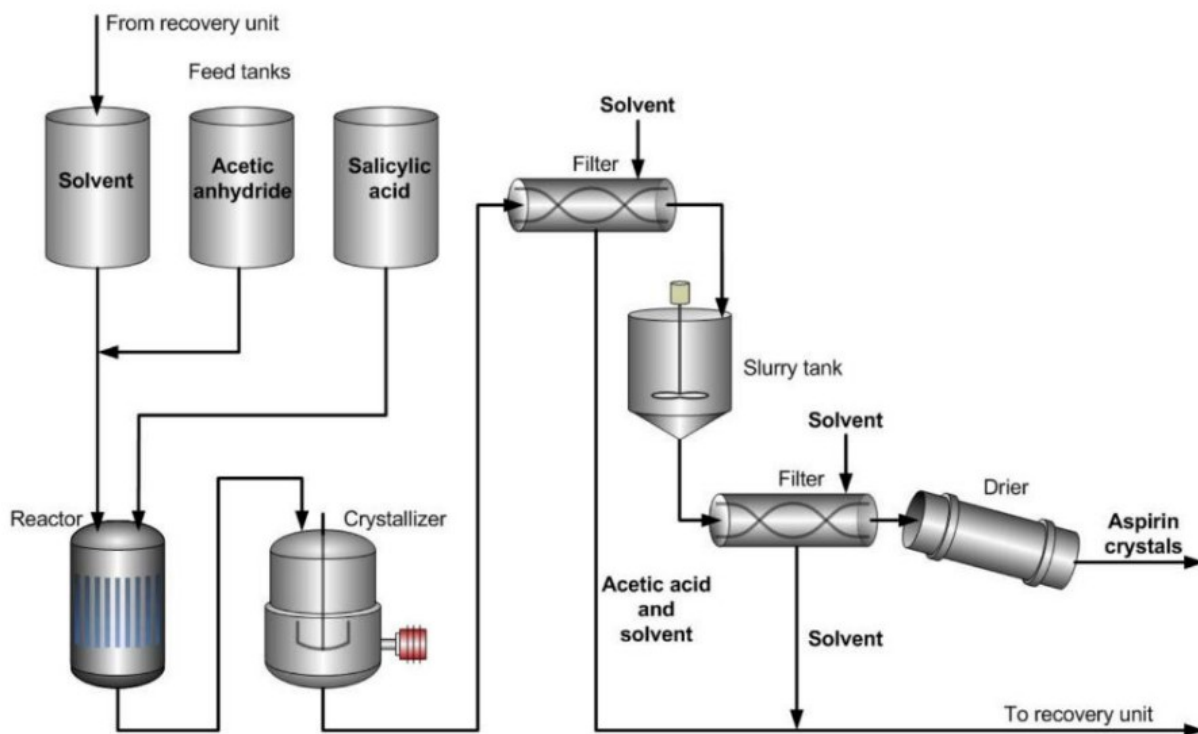 From recovery unit
Feed tanks
Solvent
Acetic
anhydride
Salicylic
acid
Solvent
Filter
Slurry tank
Solvent
Filter
Drier
Reactor
Crystallizer
Aspirin
crystals
Acetic acid
and
solvent
Solvent
To recovery unit